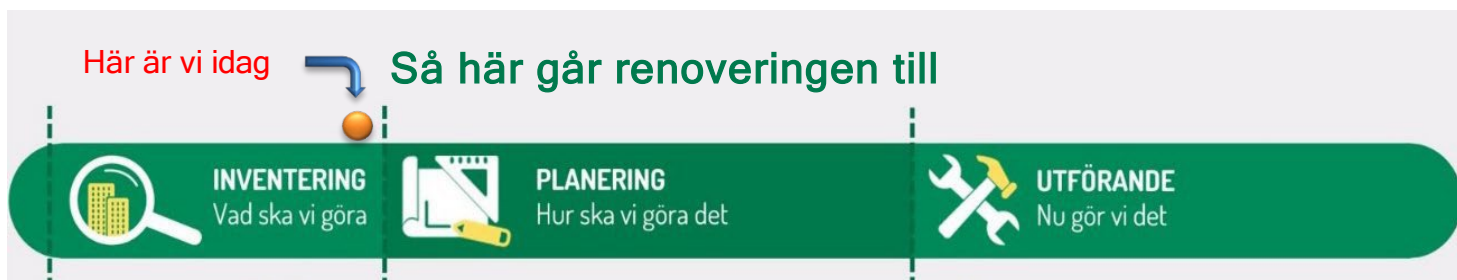 Här är vi idag
Så här går renoveringen till
INVENTERING
Vad ska vi göra
PLANERING
Hur ska vi göra det
UTFÖRANDE
Nu gör vi det